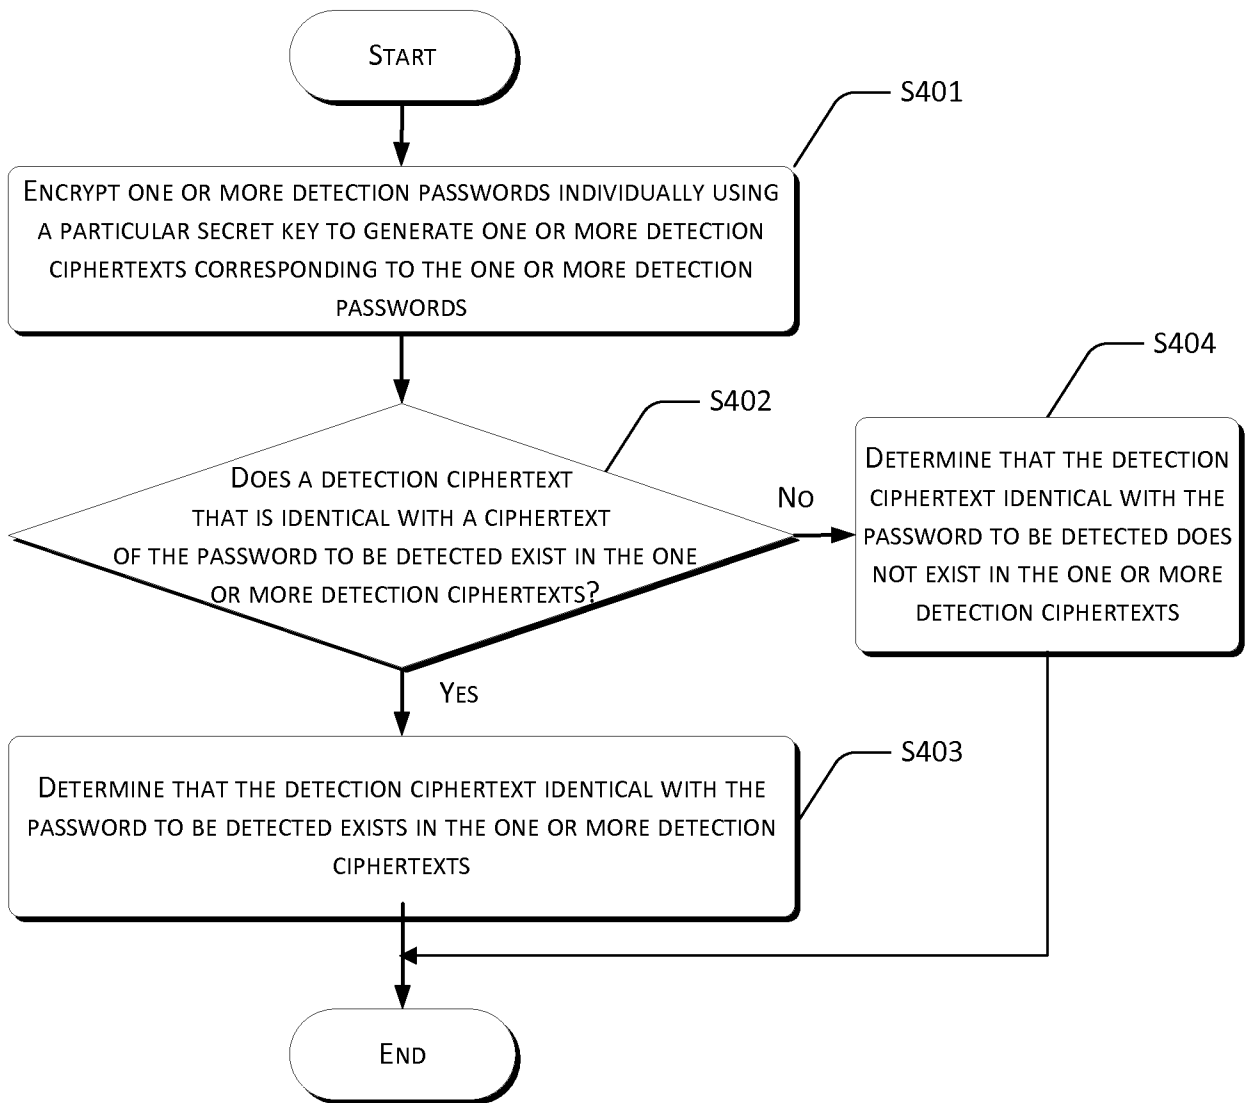 START
S401
ENCRYPT ONE OR MORE DETECTION PASSWORDS INDIVIDUALLY USING
A PARTICULAR SECRET KEY TO GENERATE ONE OR MORE DETECTION
CIPHERTEXTS CORRESPONDING TO THE ONE OR MORE DETECTION
PASSWORDS
S402
DOES A DETECTION CIPHERTEXT
THAT IS IDENTICAL WITH A CIPHERTEXT
OF THE PASSWORD TO BE DETECTED EXIST IN THE ONE
OR MORE DETECTION CIPHERTEXTS?
NO
S404
DETERMINE THAT THE DETECTION
CIPHERTEXT IDENTICAL WITH THE
PASSWORD TO BE DETECTED DOES
NOT EXIST IN THE ONE OR MORE
DETECTION CIPHERTEXTS
YES
S403
DETERMINE THAT THE DETECTION CIPHERTEXT IDENTICAL WITH THE
PASSWORD TO BE DETECTED EXISTS IN THE ONE OR MORE DETECTION
CIPHERTEXTS
END